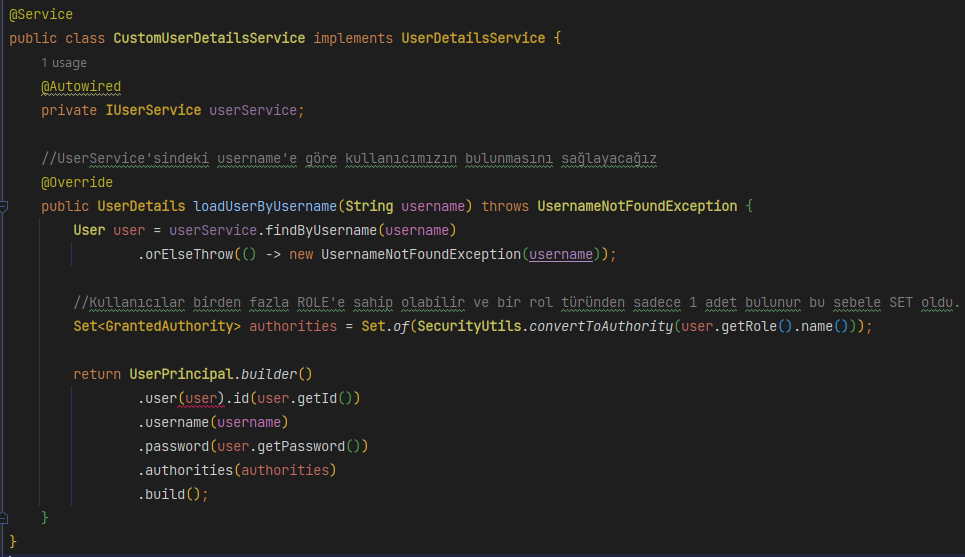 @Service
public class CustomUserDetailsService implements UserDetailsService {
1 usage
@Autowired
private IUserService userService;
//UserService'sindeki username'e göre kullanıcımızın bulunmasını sağlayacağız
@Override
public UserDetails loadUserByUsername(String username) throws UsernameNotFoundException {
User user = userService.findByUsername(username)
.orElseThrow(() -> new UsernameNotFoundException(username));
//Kullanıcılar birden fazla ROLE'e sahip olabilir ve bir rol türünden sadece 1 adet bulunur bu sebele SET oldu.
Set<GrantedAuthority> authorities = Set.of(SecurityUtils.convertToAuthority(user.getRole().name()));
return UserPrincipal.builder()
.user(user).id(user.getId())
.username(username)
.password(user.getPassword())
.authorities(authorities)
.build();
}
}